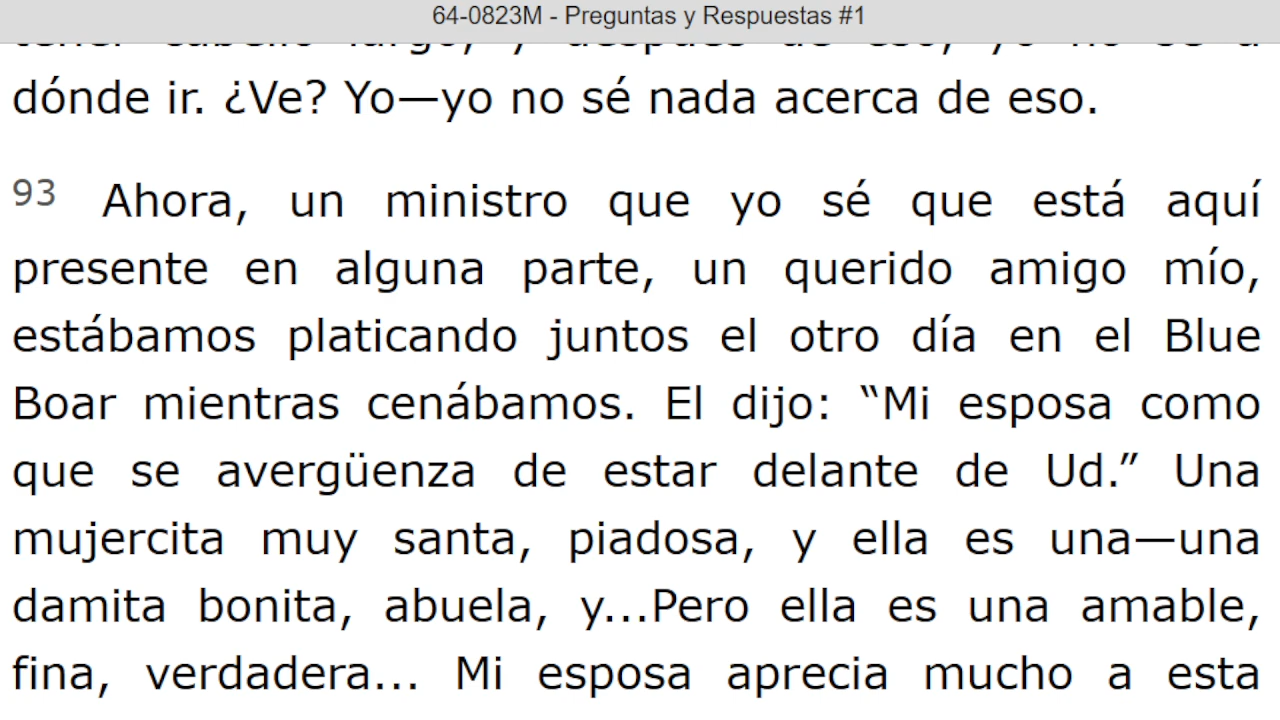 64-0823M - Preguntas y Respuestas #1
dónde ir. ¿Ve? Yo—yo no sé nada acerca de eso.
93 Ahora, un ministro que yo sé que está aquí
presente en alguna parte, un querido amigo mío,
estábamos platicando juntos el otro día en el Blue
Boar mientras cenábamos. El dijo: “Mi esposa como
que se avergüenza de estar delante de Ud.” Una
mujercita muy santa, piadosa, y ella es una—una
damita bonita, abuela, y...Pero ella es una amable,
fina, verdadera... Mi esposa aprecia mucho a esta